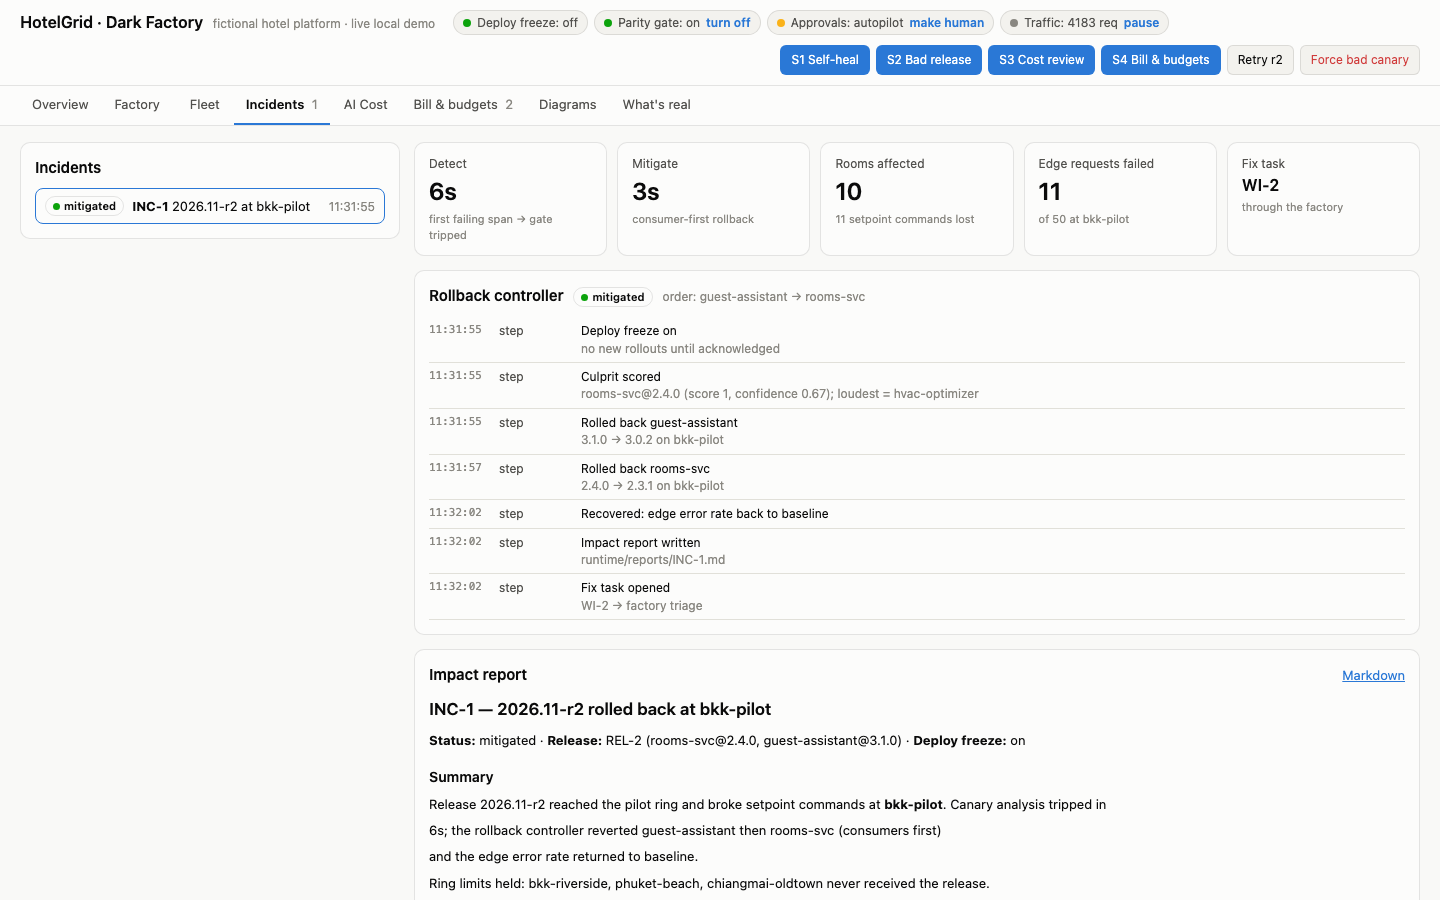 HotelGrid · Dark Factory fictional hotel platform · live local demo Deploy freeze: off Parity gate: on turn off Approvals: autopilot make human Traffic: 4183 req pause
S1 Self-heal S2 Bad release S3 Cost review S4 Bill & budgets Retry r2 Force bad canary
Overview Factory Fleet Incidents 1 AI Cost Bill & budgets 2 Diagrams What's real
Incidents
mitigated INC-1 2026.11-r2 at bkk-pilot 11:31:55
Detect
6s
first failing span → gate
tripped
Mitigate
3s
consumer-first rollback
Rooms affected
10
11 setpoint commands lost
Edge requests failed
11
of 50 at bkk-pilot
Fix task
WI-2
through the factory
Rollback controller mitigated order: guest-assistant → rooms-svc
11:31:55 step Deploy freeze on
no new rollouts until acknowledged
11:31:55 step Culprit scored
rooms-svc@2.4.0 (score 1, confidence 0.67); loudest = hvac-optimizer
11:31:55 step Rolled back guest-assistant
3.1.0 → 3.0.2 on bkk-pilot
11:31:57 step Rolled back rooms-svc
2.4.0 → 2.3.1 on bkk-pilot
11:32:02 step Recovered: edge error rate back to baseline
11:32:02 step Impact report written
runtime/reports/INC-1.md
11:32:02 step Fix task opened
WI-2 → factory triage
Impact report Markdown
INC-1 — 2026.11-r2 rolled back at bkk-pilot
Status: mitigated · Release: REL-2 (rooms-svc@2.4.0, guest-assistant@3.1.0) · Deploy freeze: on
Summary
Release 2026.11-r2 reached the pilot ring and broke setpoint commands at bkk-pilot. Canary analysis tripped in
6s; the rollback controller reverted guest-assistant then rooms-svc (consumers first)
and the edge error rate returned to baseline.
Ring limits held: bkk-riverside, phuket-beach, chiangmai-oldtown never received the release.